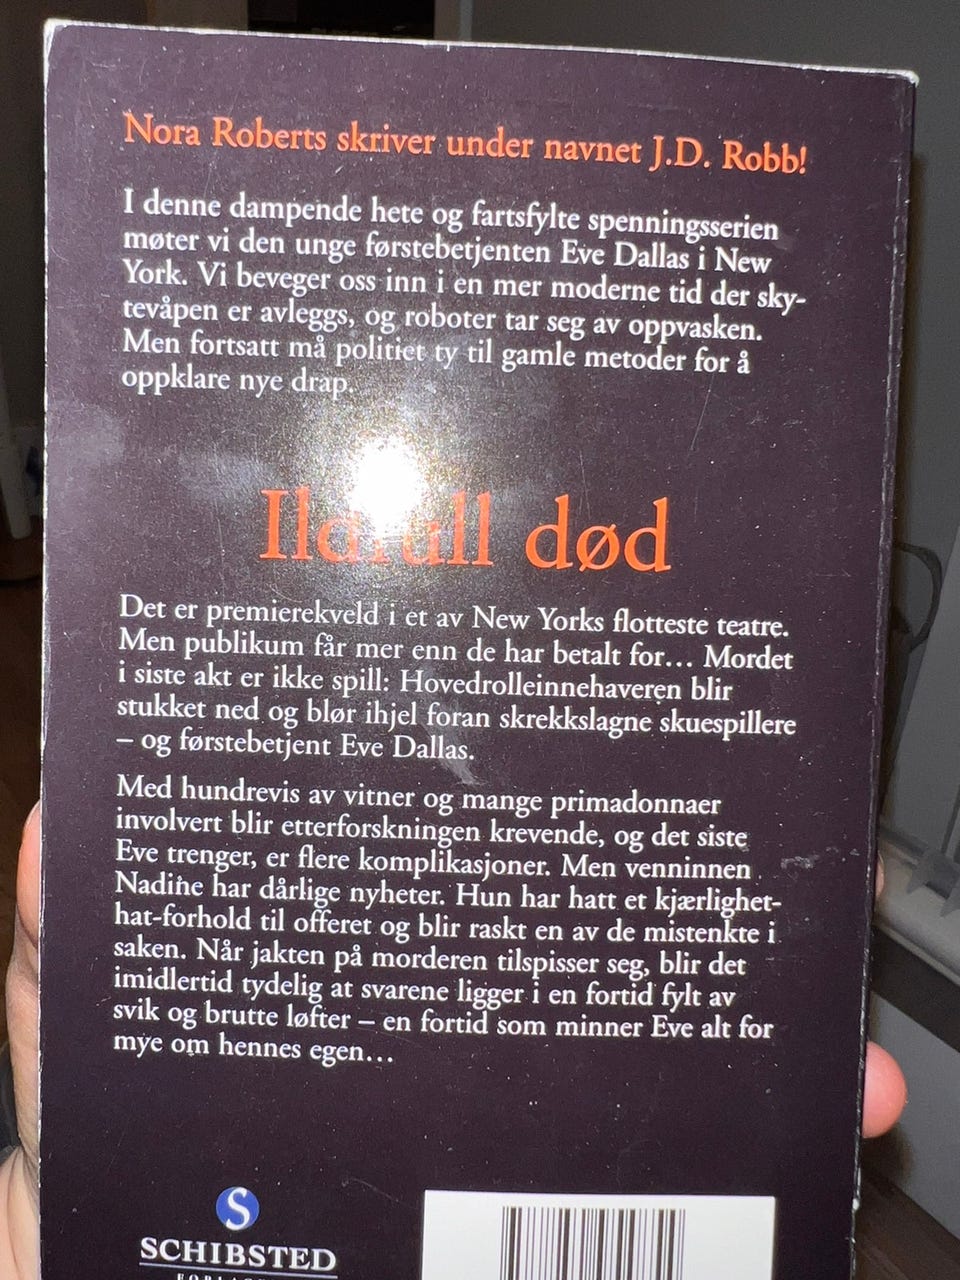 Nora Roberts skriver under navnet J.D. Robb!
I denne dampende hete og fartsfylte spenningsserien
møter vi den unge førstebetjenten Eve Dallas i New
York. Vi beveger oss inn i en mer moderne tid der sky-
tevåpen er avleggs, og roboter tar seg av oppvasken.
Men fortsatt må politiet ty til gamle metoder for å
oppklare nye drap.
Ildfull død
Det er premierekveld i et av New Yorks flotteste teatre.
Men publikum får mer enn de har betalt for... Mordet
i siste akt er ikke spill: Hovedrolleinnehaveren blir
stukket ned og blør ihjel foran skrekkslagne skuespillere
– og førstebetjent Eve Dallas.
Med hundrevis av vitner og mange primadonnaer
involvert blir etterforskningen krevende, og det siste
Eve trenger, er flere komplikasjoner. Men venninnen
Nadine har dårlige nyheter. Hun har hatt et kjærlighet-
hat-forhold til offeret og blir raskt en av de mistenkte i
saken. Når jakten på morderen tilspisser seg, blir det
imidlertid tydelig at svarene ligger i en fortid fylt av
svik og brutte løfter – en fortid som minner Eve alt for
mye om hennes egen...
S
SCHIBSTED